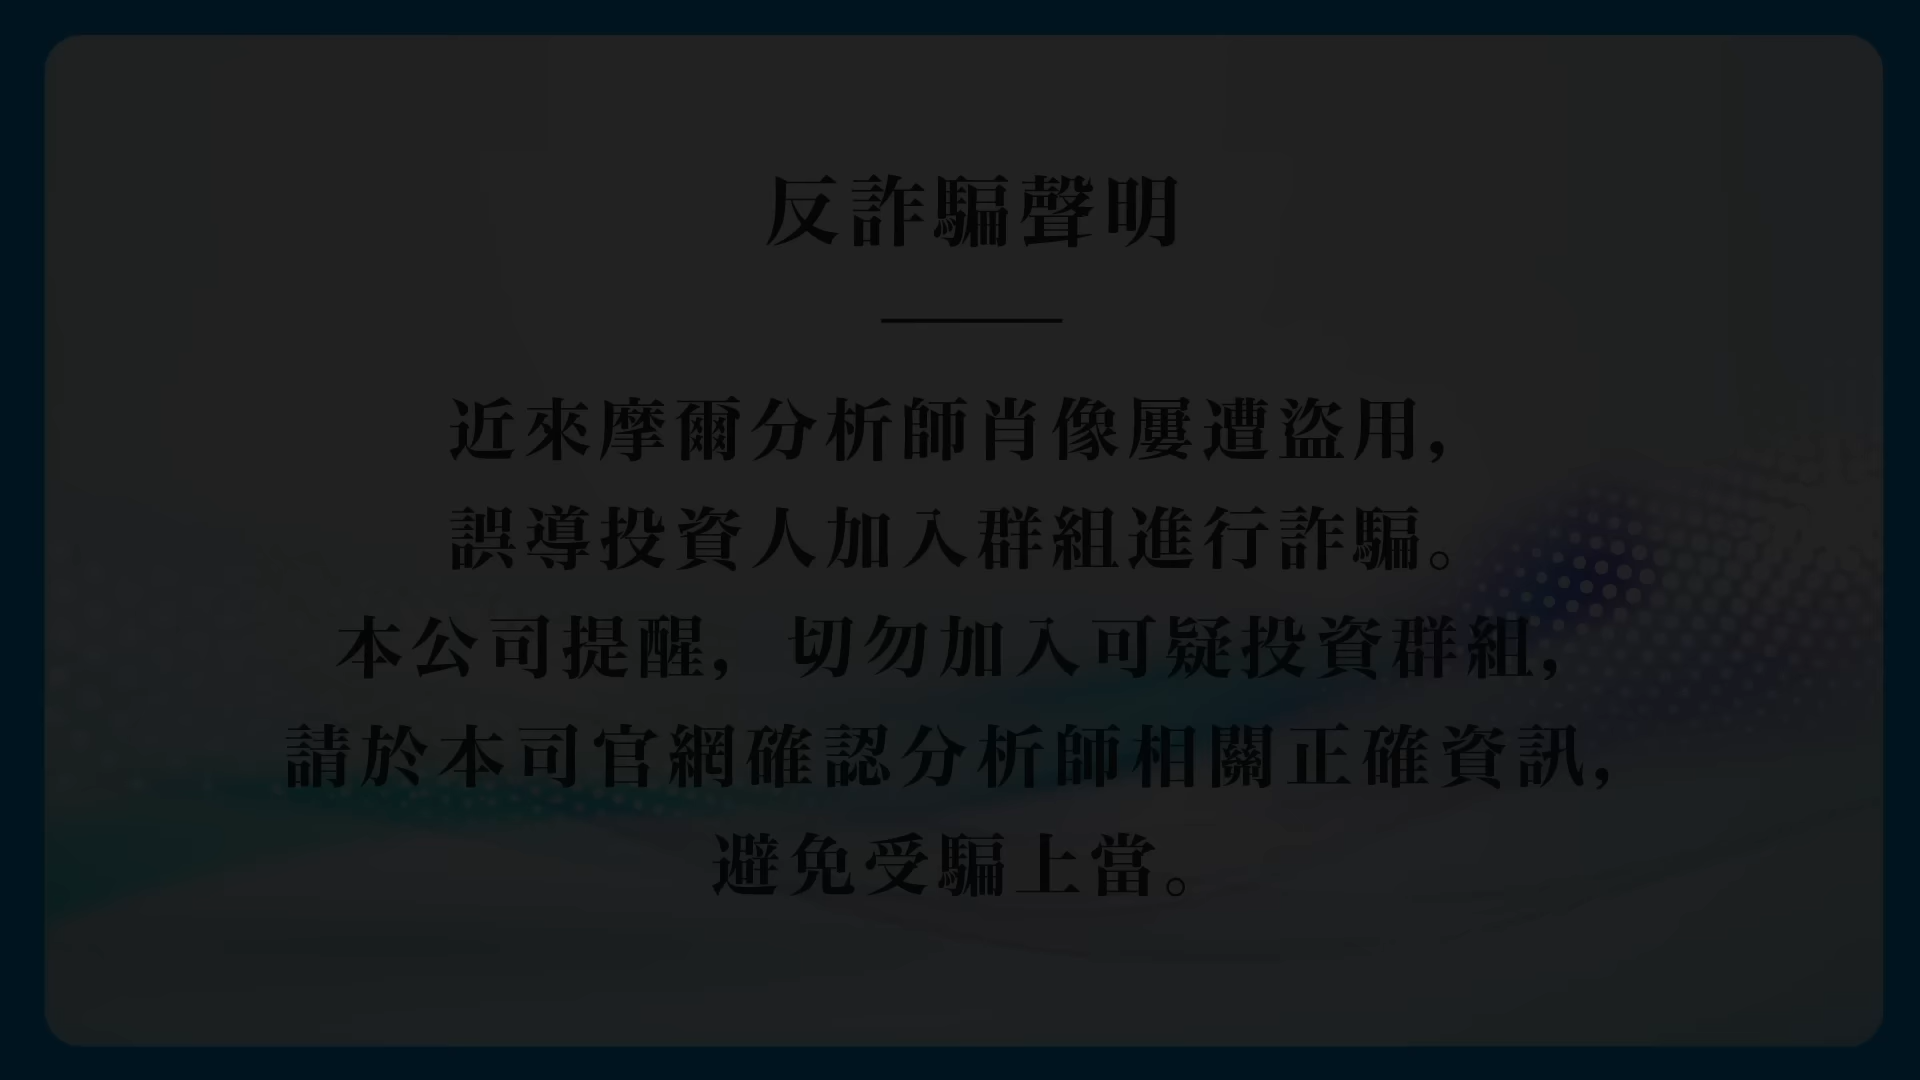 反詐騙聲明
近來摩爾分析師肖像屢遭盜用，
誤導投資人加入群組進行詐騙。
本公司提醒，切勿加入可疑投資群組，
請於本司官網確認分析師相關正確資訊，
避免受騙上當。